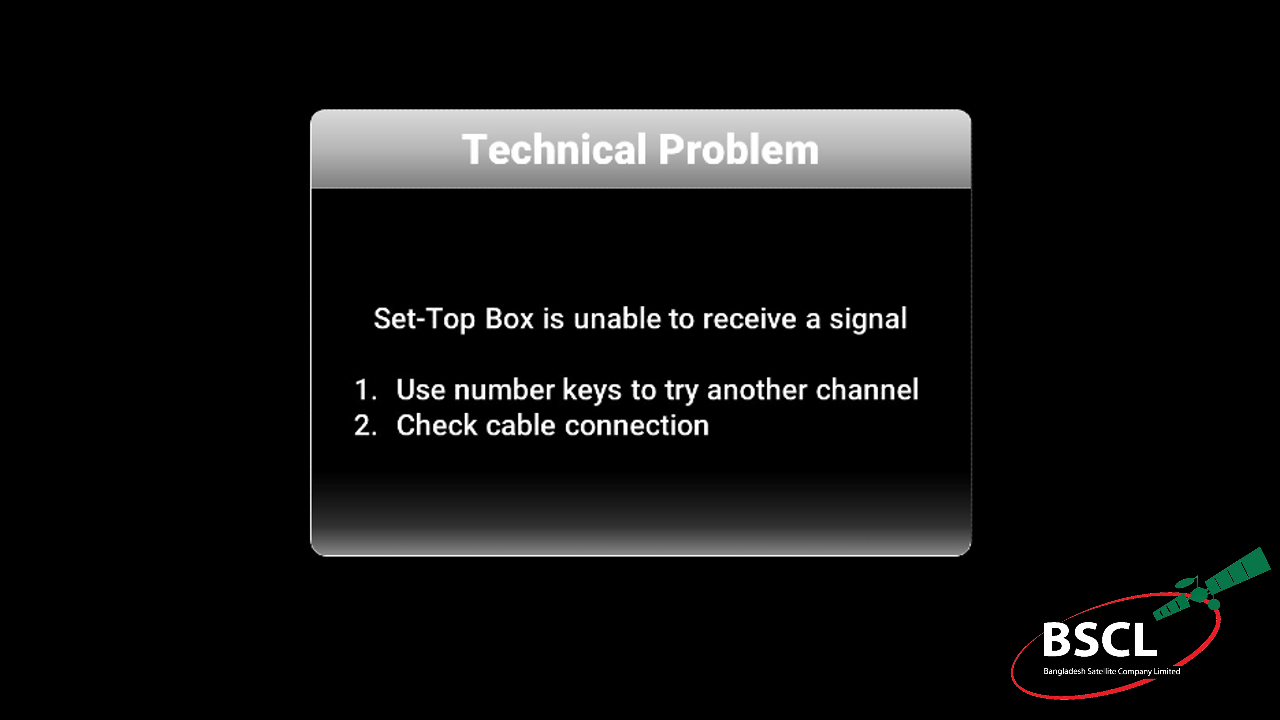 Technical Problem
Set-Top Box is unable to receive a signal
1. Use number keys to try another channel
2. Check cable connection
BSCL
Bangladesh Satellite Company Limited